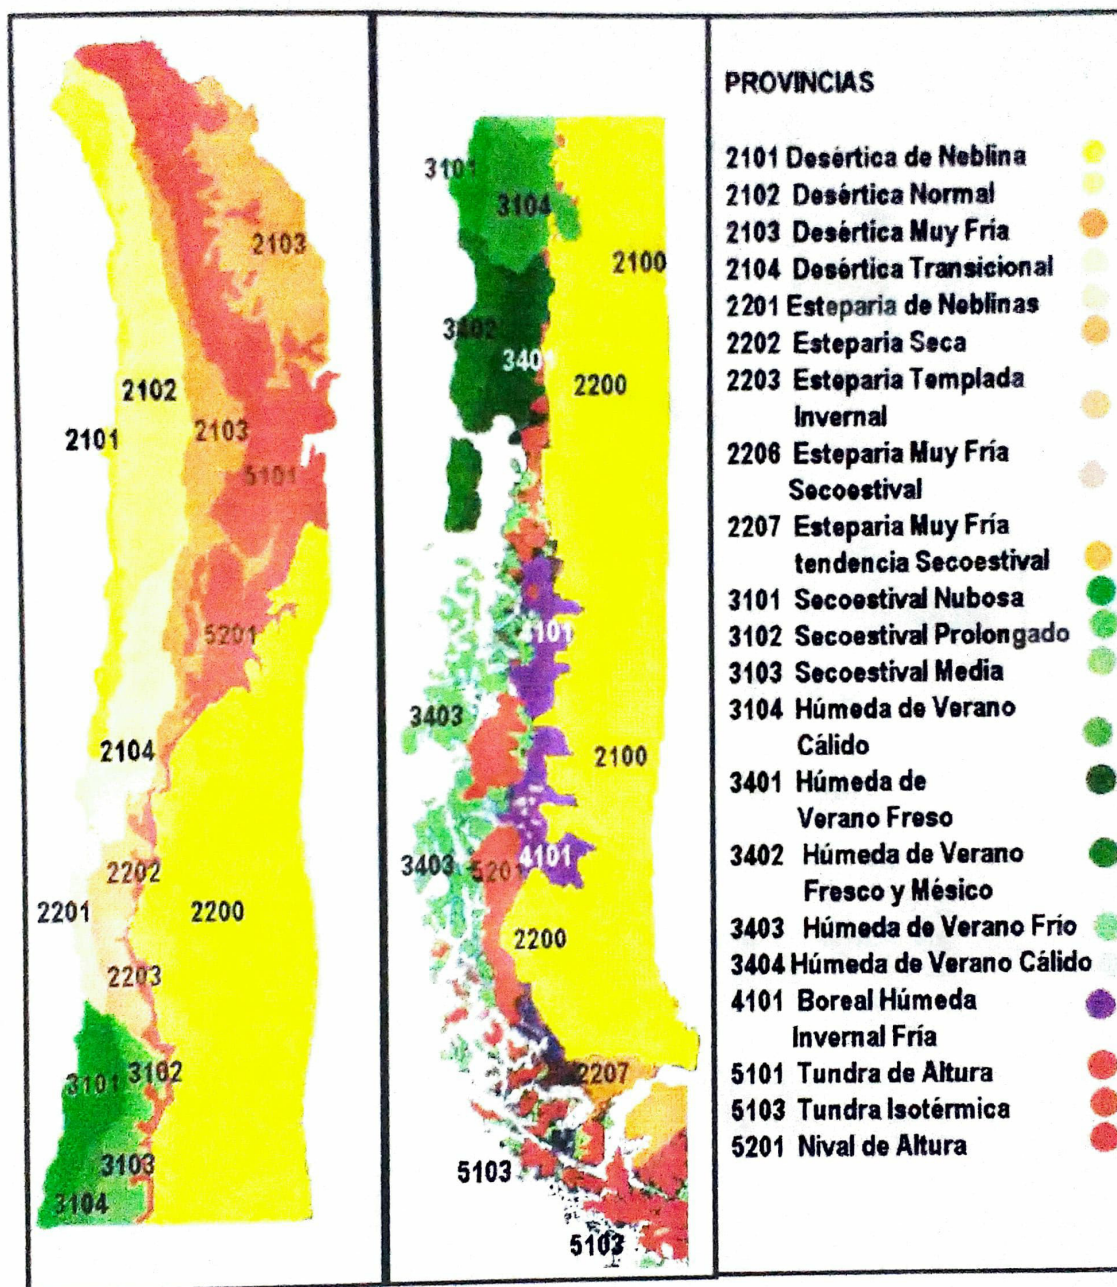 2103
2102
2103
2101
5101
5201
2104
2202
2201
2200
2203
3101
3102
3103
3104
3101
3104
2100
3402
3401
2200
4101
3403
2100
3403
5201
4101
2200
2207
5103
5103
PROVINCIAS
2101 Desértica de Neblina
2102 Desértica Normal
2103 Desértica Muy Fría
2104 Desértica Transicional
2201 Esteparia de Neblinas
2202 Esteparia Seca
2203 Esteparia Templada
Invernal
2206 Esteparia Muy Fría
Secoestival
2207 Esteparia Muy Fría
tendencia Secoestival
3101 Secoestival Nubosa
3102 Secoestival Prolongado
3103 Secoestival Media
3104 Húmeda de Verano
Cálido
3401 Húmeda de
Verano Freso
3402 Húmeda de Verano
Fresco y Mésico
3403 Húmeda de Verano Frío
3404 Húmeda de Verano Cálido
4101 Boreal Húmeda
Invernal Fría
5101 Tundra de Altura
5103 Tundra Isotérmica
5201 Nival de Altura